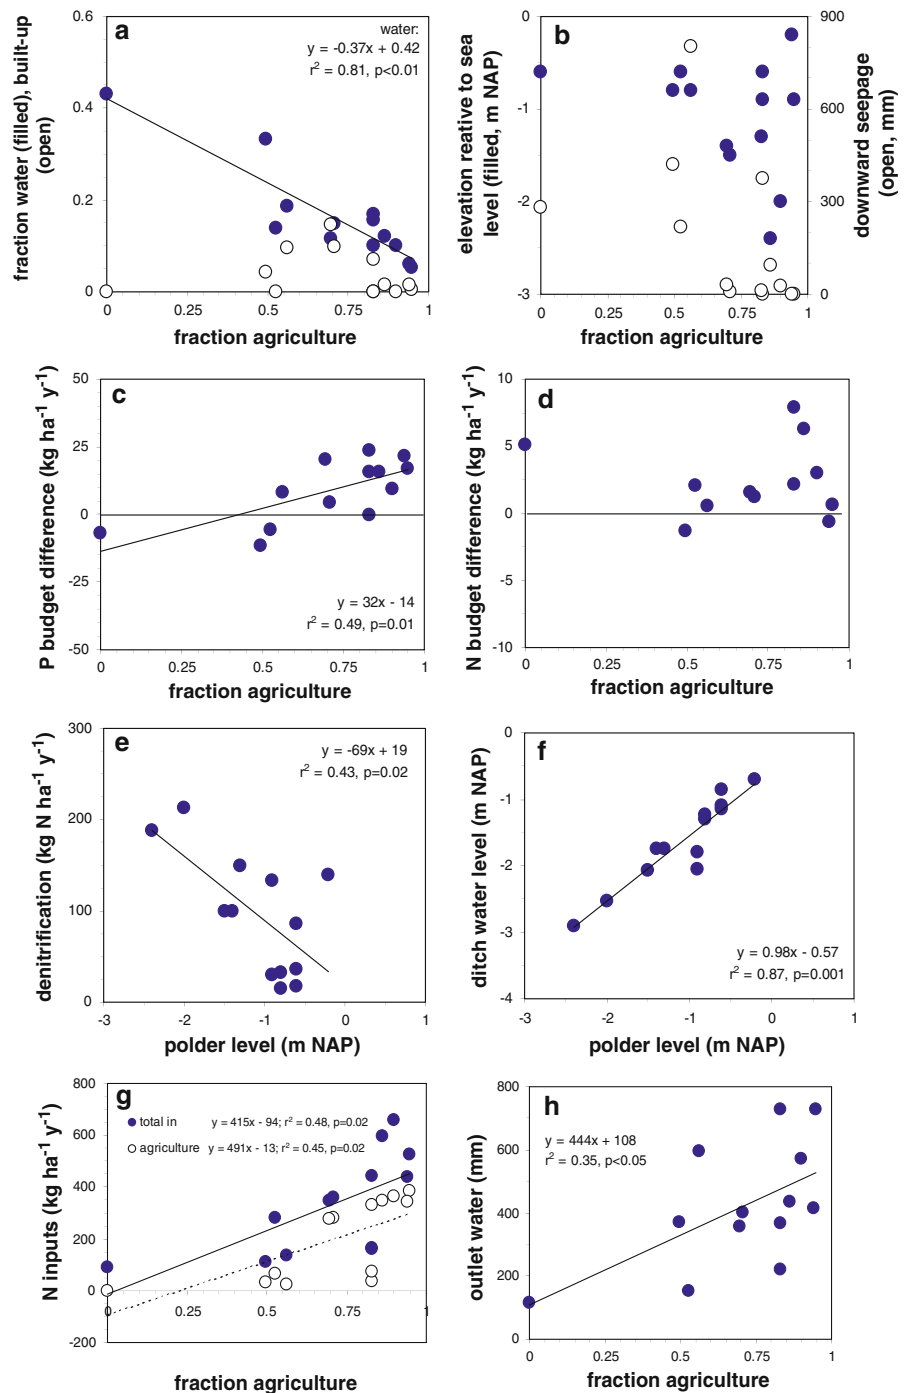 a
water:
y = -0.37x + 0.42
r2 = 0.81, p<0.01
fraction water (filled), built-up
(open)
0.6
0.4
0.2
0
0 0.25 0.5 0.75 1
fraction agriculture
b
elevation reative to sea
level (filled, m NAP)
0
-1
-2
-3
900
600
300
0
downward seepage
(open, mm)
0 0.25 0.5 0.75 1
fraction agriculture
c
P budget difference (kg ha-1 y-1)
50
25
0
-25
-50
y = 32x - 14
r2 = 0.49, p=0.01
0 0.25 0.5 0.75 1
fraction agriculture
d
N budget difference (kg ha-1 y-1)
10
5
0
-5
-10
0 0.25 0.5 0.75 1
fraction agriculture
e
y = -69x + 19
r2 = 0.43, p=0.02
denitrification (kg N ha-1 y-1)
300
200
100
0
-3 -2 -1 0 1
polder level (m NAP)
f
ditch water level (m NAP)
0
-1
-2
-3
-4
y = 0.98x - 0.57
r2 = 0.87, p=0.001
-3 -2 -1 0 1
polder level (m NAP)
g
total in y = 415x - 94; r2 = 0.48, p=0.02
agriculture y = 491x - 13; r2 = 0.45, p=0.02
N inputs (kg ha-1 y-1)
800
600
400
200
0
-200
0 0.25 0.5 0.75 1
fraction agriculture
h
y = 444x + 108
r2 = 0.35, p<0.05
outlet water (mm)
800
600
400
200
0
0 0.25 0.5 0.75 1
fraction agriculture